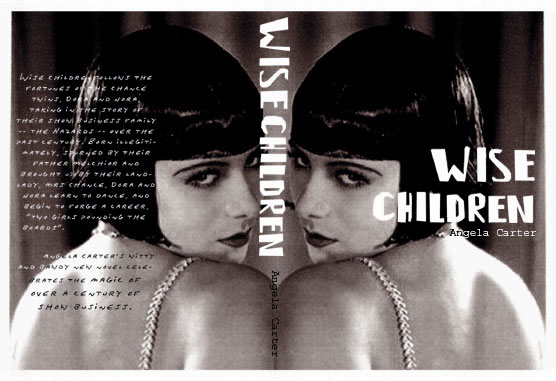 WISE CHILDREN FOLLOWS THE
FORTUNES OF THE CHANCE
TWINS, DORA AND NORA,
TAKING IN THE STORY OF
THEIR SHOW BUSINESS FAMILY
-- THE HAZARDS -- OVER THE
PAST CENTURY. BORN ILLEGITI-
MATELY, SPURNED BY THEIR
FATHER MELCHIOR AND
BROUGHT UP BY THEIR LAND-
LADY, MRS CHANCE, DORA AND
NORA LEARN TO DANCE, AND
BEGIN TO FORGE A CAREER,
"TWO GIRLS POUNDING THE
BOARDS".
ANGELA CARTER'S WITTY
AND BAWDY NEW NOVEL CELE-
BRATES THE MAGIC OF
OVER A CENTURY OF
SHOW BUSINESS.
WISE CHILDREN
Angela Carter
WISE
CHILDREN
Angela Carter